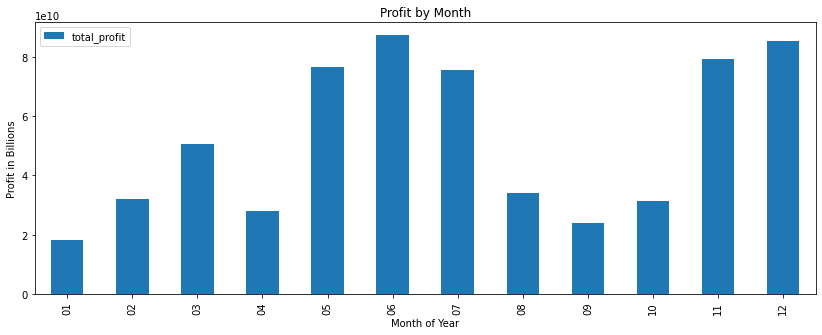 Profit by Month
1e10
total_profit
8
6
4
2
0
Profit in Billions
01 02 03 04 05 06 07 08 09 10 11 12
Month of Year